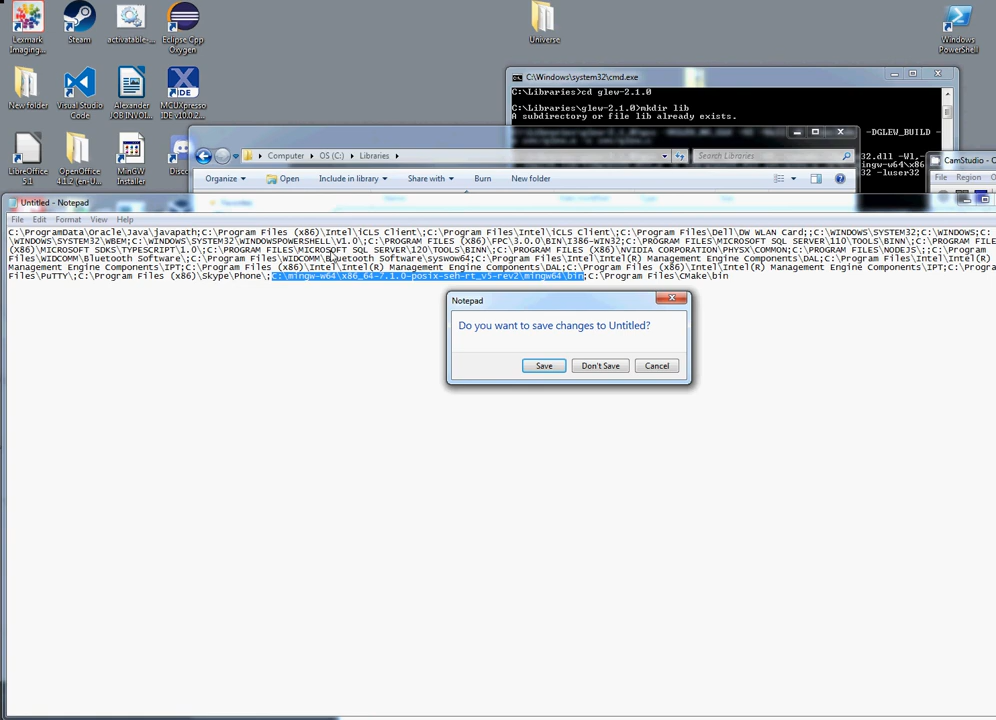 Lexmark
Imaging...
Steam
activatable-...
Eclipse Cpp
Oxygen
Universe
Windows
PowerShell
New folder
Visual Studio
Code
Alexander
JOB INVOI...
MCUXpresso
IDE v10.0.2...
LibreOffice
5.1
OpenOffice
4.1.2 (en-U...
MinGW
Installer
Disco
C:\Windows\system32\cmd.exe
C:\Libraries>cd glew-2.1.0
C:\Libraries\glew-2.1.0>mkdir lib
A subdirectory or file lib already exists.
-DGLEW_BUILD -
32.dll -Wl,-
ingw-w64\x86
32 -luser32
Computer
OS (C:)
Libraries
Search Libraries
Organize
Open
Include in library
Share with
Burn
New folder
CamStudio - O
File Region
Untitled - Notepad
File Edit Format View Help
C:\ProgramData\Oracle\Java\javapath;C:\Program Files (x86)\Intel\iCLS Client\;C:\Program Files\Intel\iCLS Client\;C:\Program Files\Dell\DW WLAN Card;;C:\WINDOWS\SYSTEM32;C:\WINDOWS;C:
\WINDOWS\SYSTEM32\WBEM;C:\WINDOWS\SYSTEM32\WINDOWSPOWERSHELL\V1.0\;C:\PROGRAM FILES (X86)\FPC\3.0.0\BIN\I386-WIN32;C:\PROGRAM FILES\MICROSOFT SQL SERVER\110\TOOLS\BINN\;C:\PROGRAM FILE
(X86)\MICROSOFT SDKS\TYPESCRIPT\1.0\;C:\PROGRAM FILES\MICROSOFT SQL SERVER\120\TOOLS\BINN\;C:\PROGRAM FILES (X86)\NVIDIA CORPORATION\PHYSX\COMMON;C:\PROGRAM FILES\NODEJS\;;C:\Program
Files\WIDCOMM\Bluetooth Software\;C:\Program Files\WIDCOMM\Bluetooth Software\syswow64;C:\Program Files\Intel\Intel(R) Management Engine Components\DAL;C:\Program Files\Intel\Intel(R)
Management Engine Components\IPT;C:\Program Files (x86)\Intel\Intel(R) Management Engine Components\DAL;C:\Program Files (x86)\Intel\Intel(R) Management Engine Components\IPT;C:\Progra
Files\PuTTY\;C:\Program Files (x86)\Skype\Phone\;C:\mingw-w64\x86_64-7.1.0-posix-seh-rt_v5-rev2\mingw64\bin;C:\Program Files\CMake\bin
Notepad
Do you want to save changes to Untitled?
Save
Don't Save
Cancel